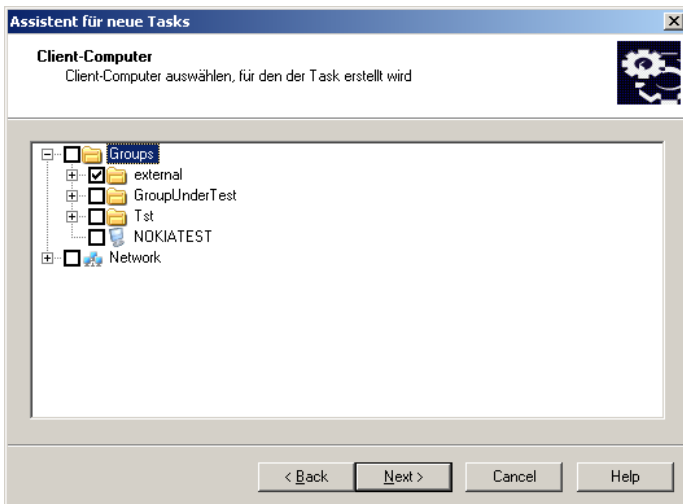 Assistent für neue Tasks
Client-Computer
Client-Computer auswählen, für den der Task erstellt wird
Groups
external
GroupUnderTest
Tst
NOKIATEST
Network
< Back Next > Cancel Help